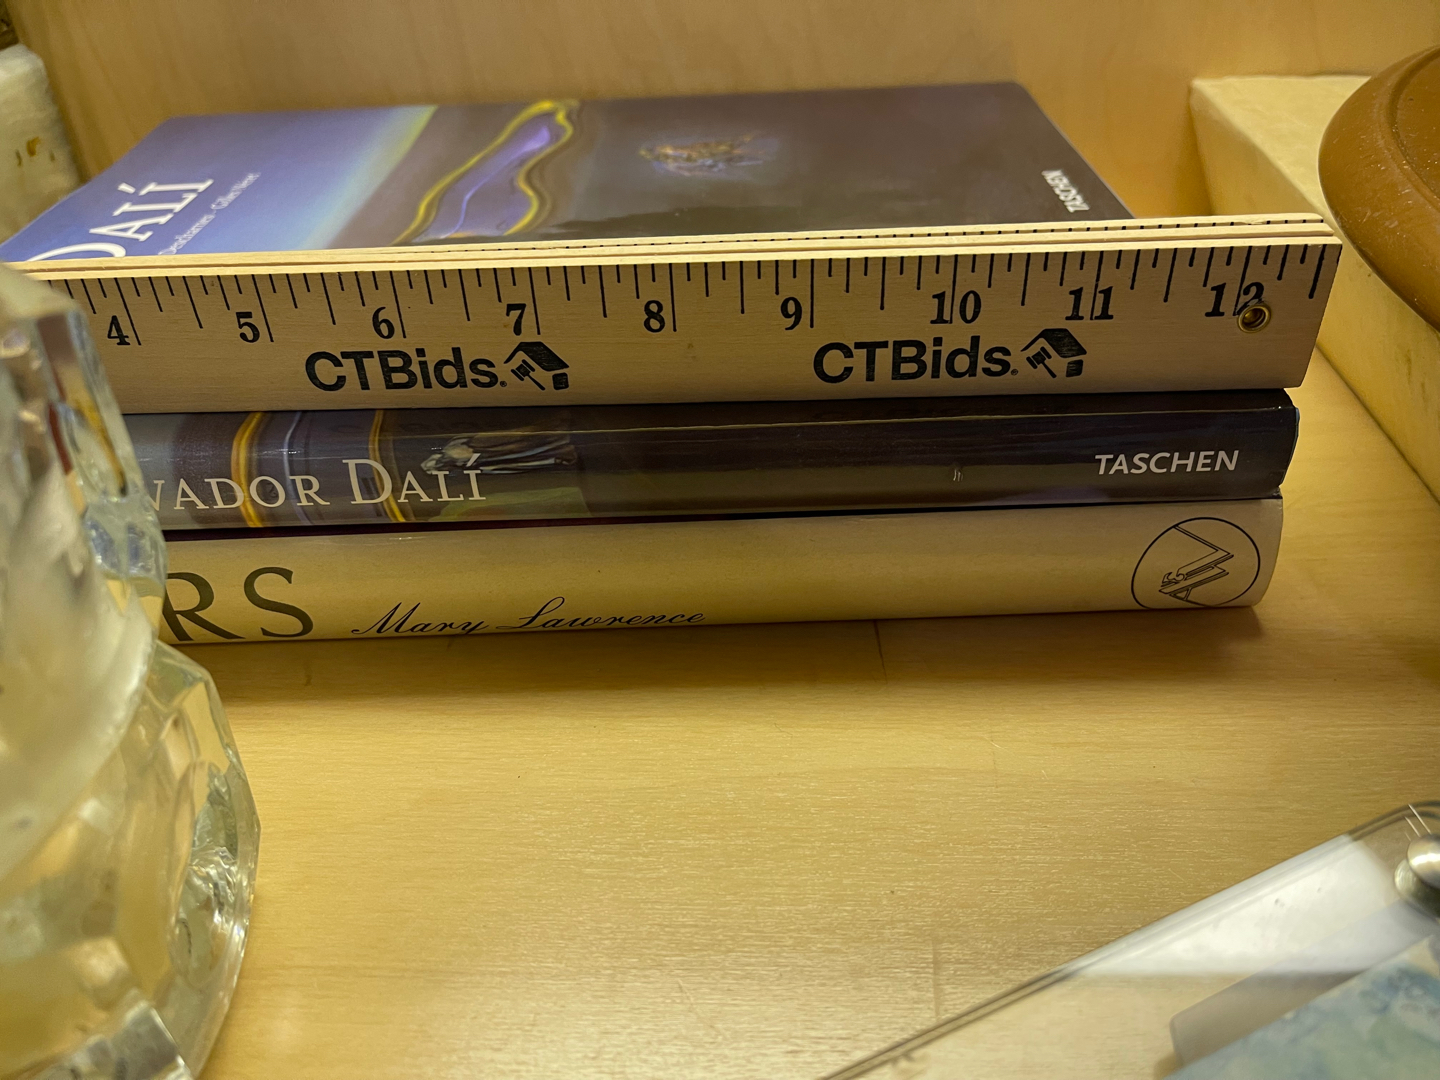 DALÍ
TASCHEN
4 5 6 7 8 9 10 11 12
CTBids. CTBids.
VADOR DALÍ
TASCHEN
RS Mary Lawrence